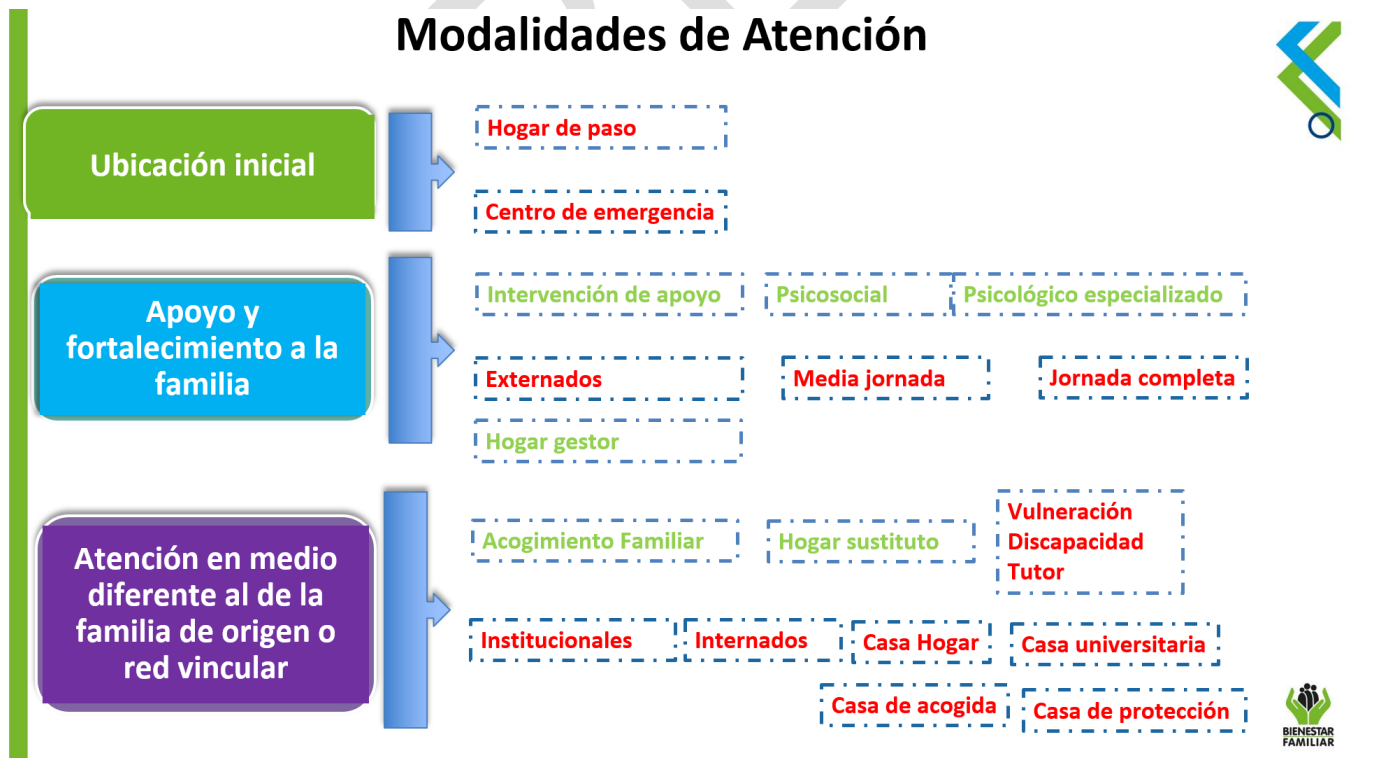 Modalidades de Atención
Ubicación inicial
Hogar de paso
Centro de emergencia
Apoyo y
fortalecimiento a la
familia
Intervención de apoyo
Psicosocial
Psicológico especializado
Externados
Media jornada
Jornada completa
Hogar gestor
Atención en medio
diferente al de la
familia de origen o
red vincular
Acogimiento Familiar
Hogar sustituto
Vulneración
Discapacidad
Tutor
Institucionales
Internados
Casa Hogar
Casa universitaria
Casa de acogida
Casa de protección
BIENESTAR
FAMILIAR